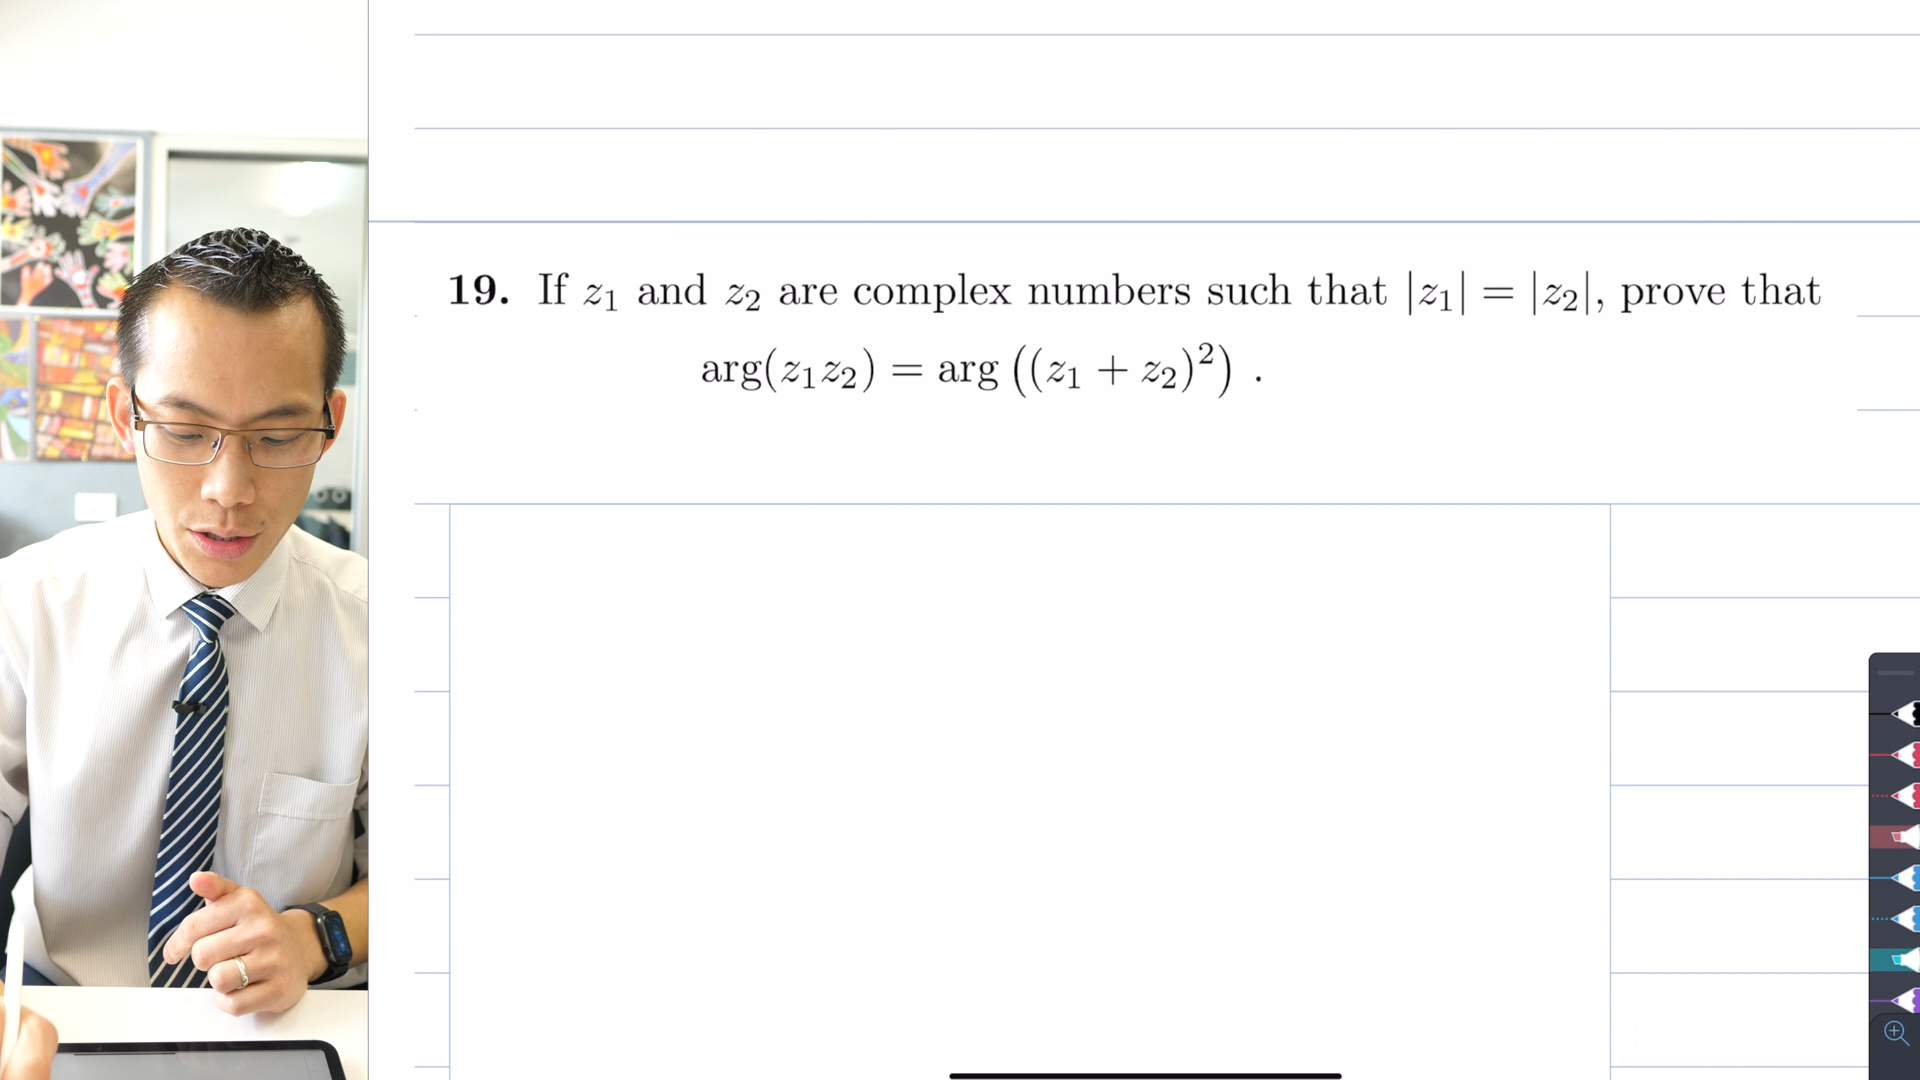 19. If z₁ and z₂ are complex numbers such that |z₁| = |z₂|, prove that
arg(z₁z₂) = arg ((z₁ + z₂)²) .